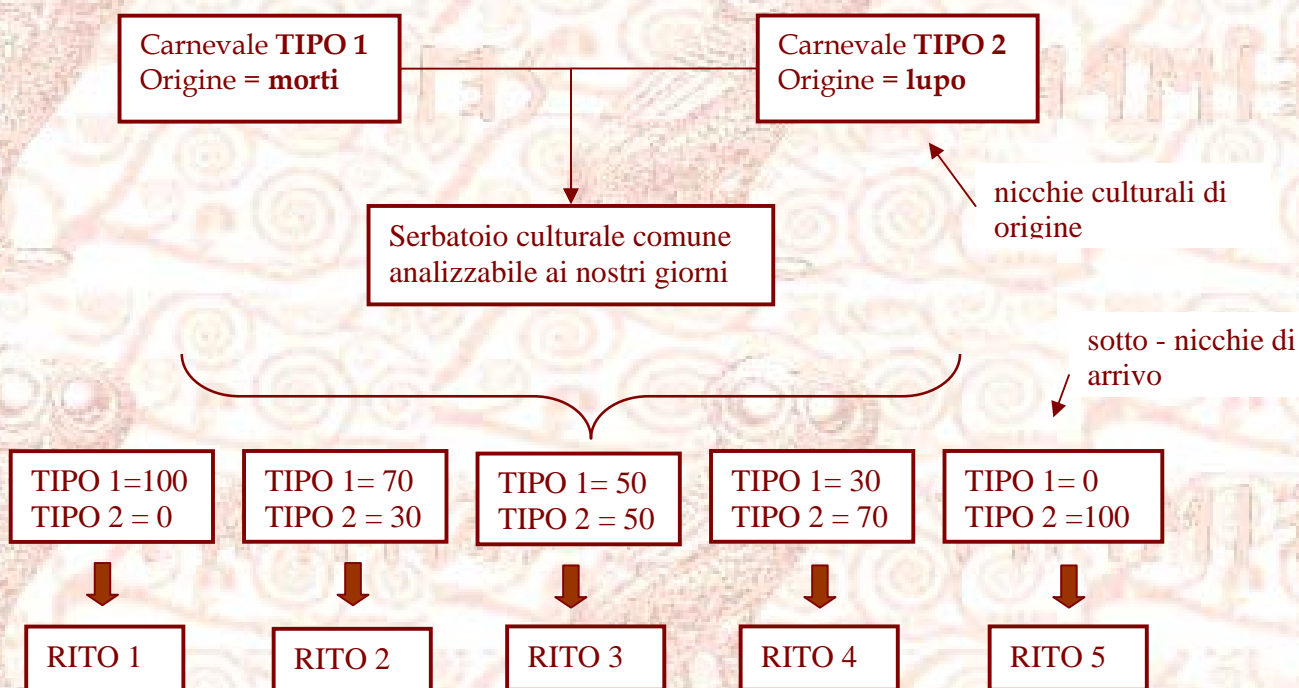 Carnevale TIPO 1
Origine = morti
Carnevale TIPO 2
Origine = lupo
nicchie culturali di
origine
Serbatoio culturale comune
analizzabile ai nostri giorni
sotto - nicchie di
arrivo
TIPO 1=100
TIPO 2 = 0
TIPO 1= 70
TIPO 2 = 30
TIPO 1= 50
TIPO 2 = 50
TIPO 1= 30
TIPO 2 = 70
TIPO 1= 0
TIPO 2 =100
RITO 1
RITO 2
RITO 3
RITO 4
RITO 5